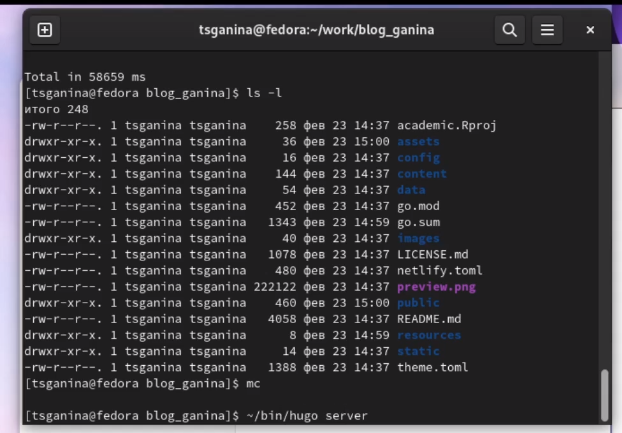 tsganina@fedora:~/work/blog_ganina
Total in 58659 ms
[tsganina@fedora blog_ganina]$ ls -l
итого 248
-rw-r--r--. 1 tsganina tsganina    258 фев 23 14:37 academic.Rproj
drwxr-xr-x. 1 tsganina tsganina     36 фев 23 15:00 assets
drwxr-xr-x. 1 tsganina tsganina     16 фев 23 14:37 config
drwxr-xr-x. 1 tsganina tsganina    144 фев 23 14:37 content
drwxr-xr-x. 1 tsganina tsganina     54 фев 23 14:37 data
-rw-r--r--. 1 tsganina tsganina    452 фев 23 14:37 go.mod
-rw-r--r--. 1 tsganina tsganina   1343 фев 23 14:59 go.sum
drwxr-xr-x. 1 tsganina tsganina     40 фев 23 14:37 images
-rw-r--r--. 1 tsganina tsganina   1078 фев 23 14:37 LICENSE.md
-rw-r--r--. 1 tsganina tsganina    480 фев 23 14:37 netlify.toml
-rw-r--r--. 1 tsganina tsganina 222122 фев 23 14:37 preview.png
drwxr-xr-x. 1 tsganina tsganina    460 фев 23 15:00 public
-rw-r--r--. 1 tsganina tsganina   4058 фев 23 14:37 README.md
drwxr-xr-x. 1 tsganina tsganina      8 фев 23 14:59 resources
drwxr-xr-x. 1 tsganina tsganina     14 фев 23 14:37 static
-rw-r--r--. 1 tsganina tsganina   1388 фев 23 14:37 theme.toml
[tsganina@fedora blog_ganina]$ mc
[tsganina@fedora blog_ganina]$ ~/bin/hugo server